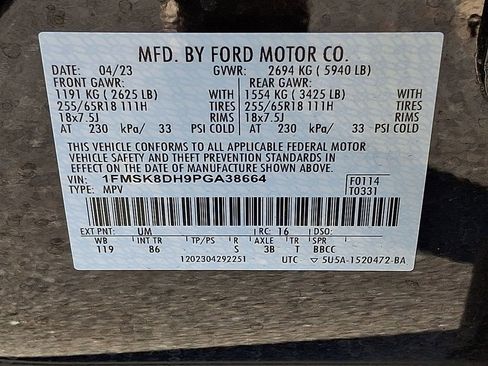 MFD. BY FORD MOTOR CO.
DATE: 04/23 GVWR: 2694 KG ( 5940 LB)
FRONT GAWR: REAR GAWR:
1191 KG ( 2625 LB) WITH 1554 KG ( 3425 LB) WITH
255/65R18 111H TIRES 255/65R18 111H TIRES
18x7.5J RIMS 18x7.5J RIMS
AT 230 kPa/ 33 PSI COLD AT 230 kPa/ 33 PSI COLD
THIS VEHICLE CONFORMS TO ALL APPLICABLE FEDERAL MOTOR
VEHICLE SAFETY AND THEFT PREVENTION STANDARDS IN
EFFECT ON THE DATE OF MANUFACTURE SHOWN ABOVE.
VIN: 1FMSK8DH9PGA38664 F0114
TYPE: MPV T0331
EXT PNT: UM RC: 16 DSO:
WB INT TR TP/PS R AXLE TR SPR
119 86 S 3B T BBCC
1202304292251 UTC ▽ 5U5A-1520472-BA